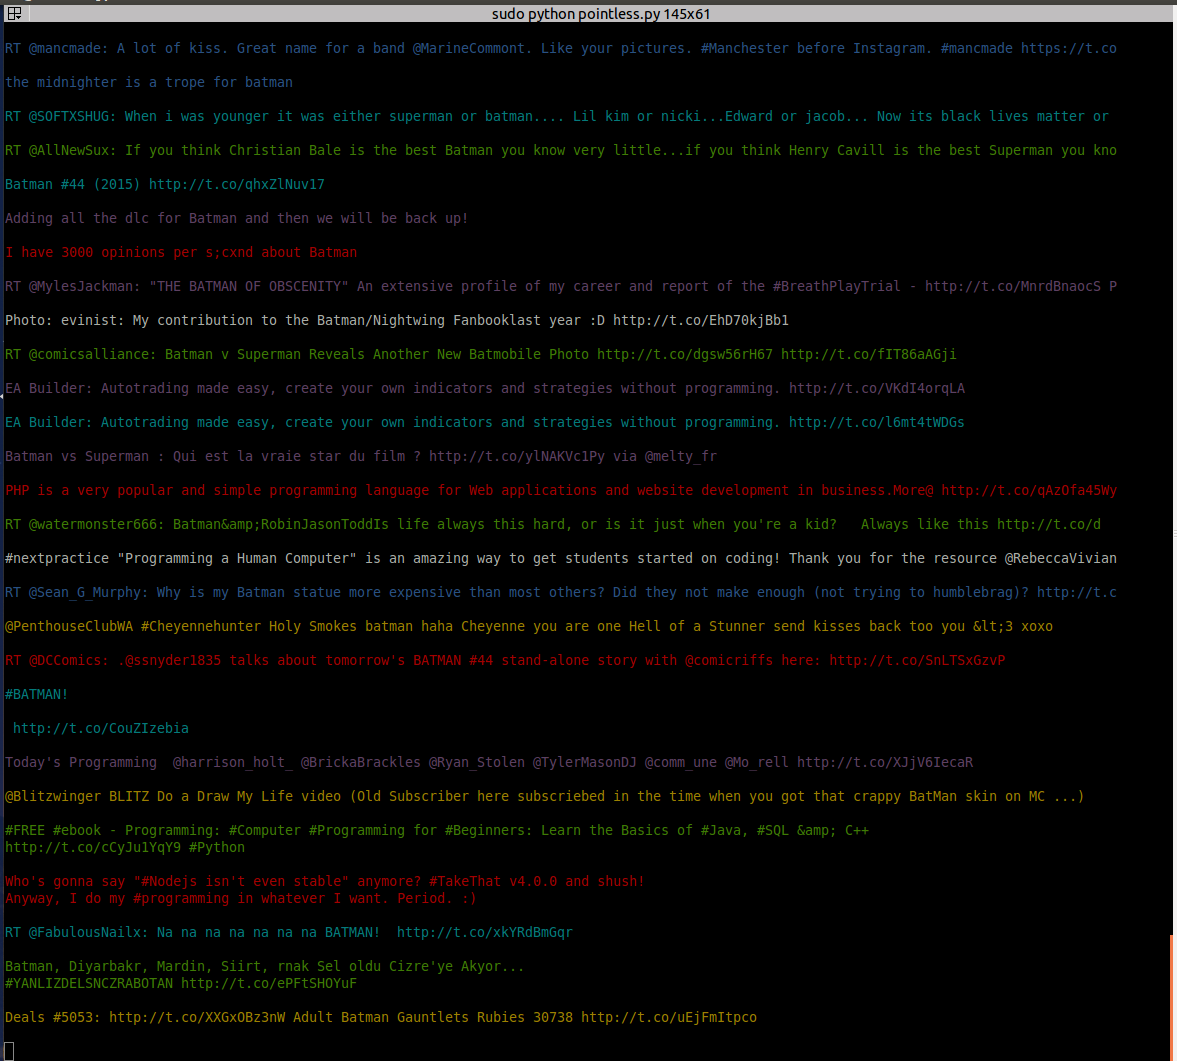 sudo python pointless.py 145x61
RT @mancmade: A lot of kiss. Great name for a band @MarineCommont. Like your pictures. #Manchester before Instagram. #mancmade https://t.co
the midnighter is a trope for batman
RT @SOFTXSHUG: When i was younger it was either superman or batman.... Lil kim or nicki...Edward or jacob... Now its black lives matter or
RT @AllNewSux: If you think Christian Bale is the best Batman you know very little...if you think Henry Cavill is the best Superman you kno
Batman #44 (2015) http://t.co/qhxZlNuv17
Adding all the dlc for Batman and then we will be back up!
I have 3000 opinions per s;cxnd about Batman
RT @MylesJackman: "THE BATMAN OF OBSCENITY" An extensive profile of my career and report of the #BreathPlayTrial - http://t.co/MnrdBnaocS P
Photo: evinist: My contribution to the Batman/Nightwing Fanbooklast year :D http://t.co/EhD70kjBb1
RT @comicsalliance: Batman v Superman Reveals Another New Batmobile Photo http://t.co/dgsw56rH67 http://t.co/fIT86aAGji
EA Builder: Autotrading made easy, create your own indicators and strategies without programming. http://t.co/VKdI4orqLA
EA Builder: Autotrading made easy, create your own indicators and strategies without programming. http://t.co/l6mt4tWDGs
Batman vs Superman : Qui est la vraie star du film ? http://t.co/ylNAKVc1Py via @melty_fr
PHP is a very popular and simple programming language for Web applications and website development in business.More@ http://t.co/qAzOfa45Wy
RT @watermonster666: Batman&amp;RobinJasonToddIs life always this hard, or is it just when you're a kid?   Always like this http://t.co/d
#nextpractice "Programming a Human Computer" is an amazing way to get students started on coding! Thank you for the resource @RebeccaVivian
RT @Sean_G_Murphy: Why is my Batman statue more expensive than most others? Did they not make enough (not trying to humblebrag)? http://t.c
@PenthouseClubWA #Cheyennehunter Holy Smokes batman haha Cheyenne you are one Hell of a Stunner send kisses back too you &lt;3 xoxo
RT @DCComics: .@ssnyder1835 talks about tomorrow's BATMAN #44 stand-alone story with @comicriffs here: http://t.co/SnLTSxGzvP
#BATMAN!
http://t.co/CouZIzebia
Today's Programming  @harrison_holt_ @BrickaBrackles @Ryan_Stolen @TylerMasonDJ @comm_une @Mo_rell http://t.co/XJjV6IecaR
@Blitzwinger BLITZ Do a Draw My Life video (Old Subscriber here subscriebed in the time when you got that crappy BatMan skin on MC ...)
#FREE #ebook - Programming: #Computer #Programming for #Beginners: Learn the Basics of #Java, #SQL &amp; C++
http://t.co/cCyJu1YqY9 #Python
Who's gonna say "#Nodejs isn't even stable" anymore? #TakeThat v4.0.0 and shush!
Anyway, I do my #programming in whatever I want. Period. :)
RT @FabulousNailx: Na na na na na na na BATMAN!  http://t.co/xkYRdBmGqr
Batman, Diyarbakr, Mardin, Siirt, rnak Sel oldu Cizre'ye Akyor...
#YANLIZDELSNCZRABOTAN http://t.co/ePFtSHOYuF
Deals #5053: http://t.co/XXGxOBz3nW Adult Batman Gauntlets Rubies 30738 http://t.co/uEjFmItpco